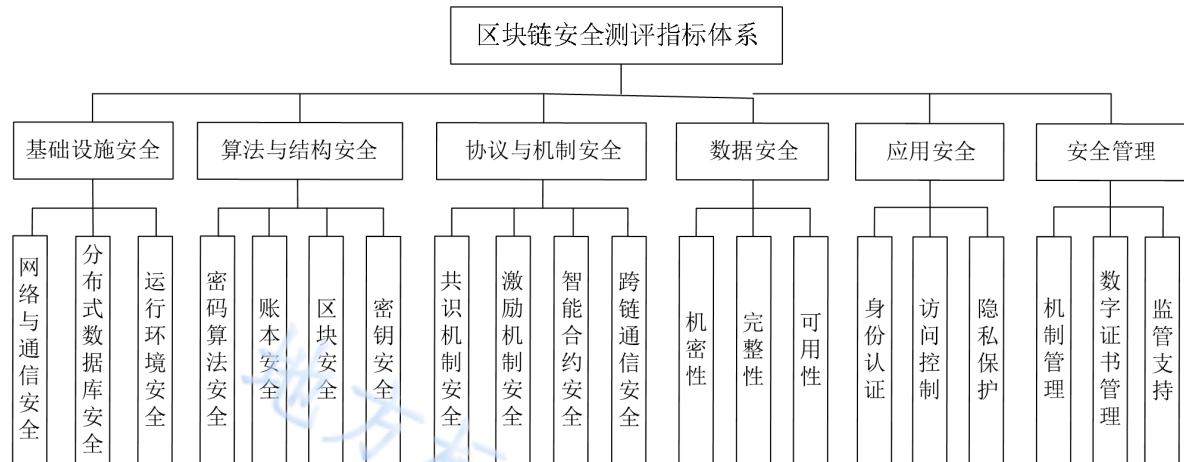 区块链安全测评指标体系
基础设施安全
算法与结构安全
协议与机制安全
数据安全
应用安全
安全管理
网络与通信安全
分布式数据库安全
运行环境安全
密码算法安全
账本安全
区块安全
密钥安全
共识机制安全
激励机制安全
智能合约安全
跨链通信安全
机密性
完整性
可用性
身份认证
访问控制
隐私保护
机制管理
数字证书管理
监管支持
地方